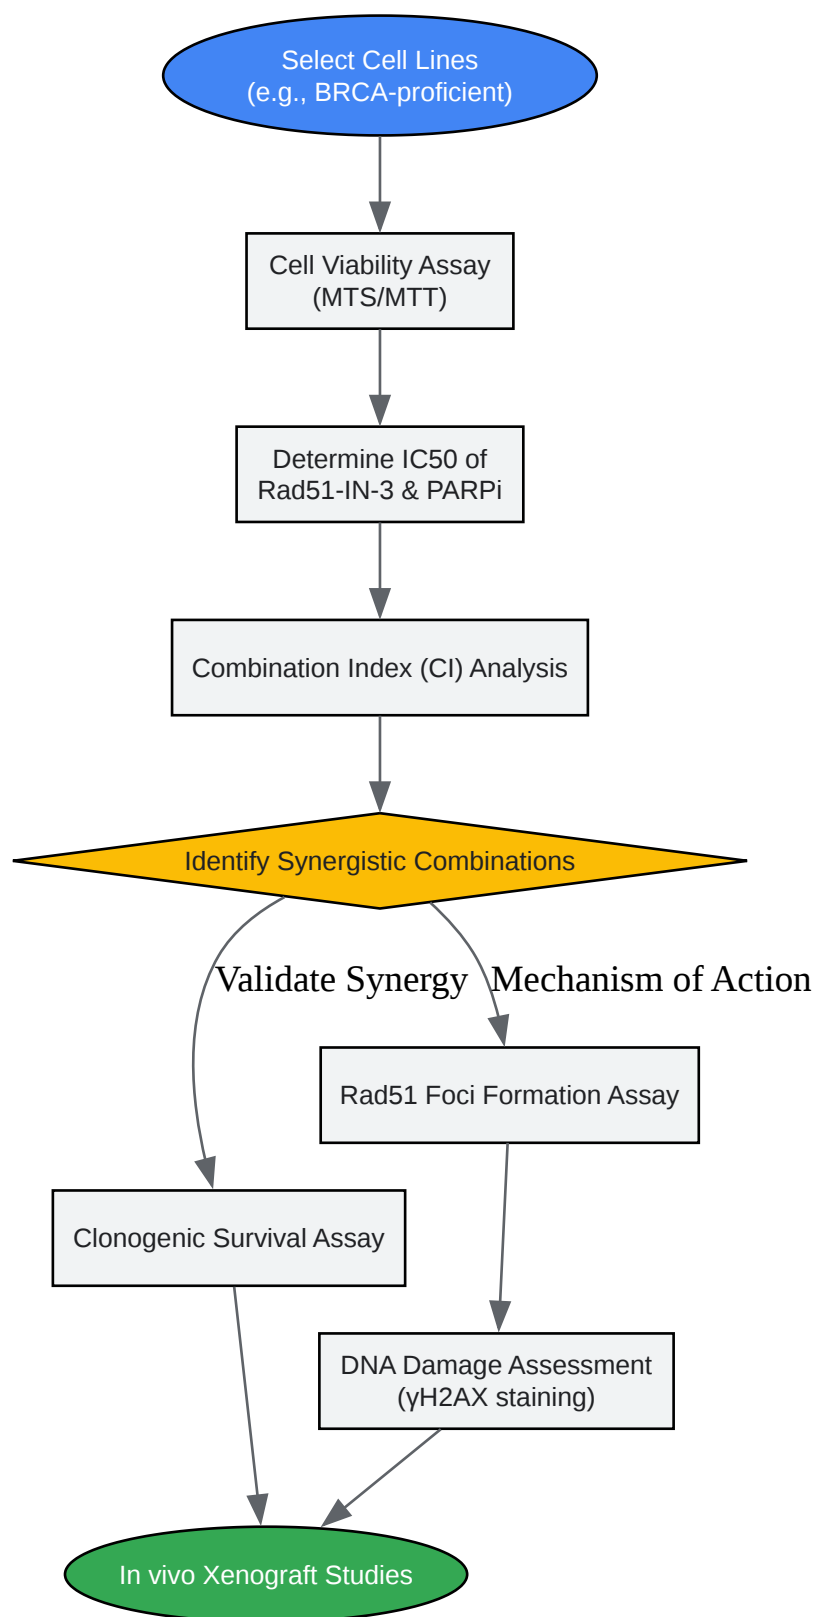 Select Cell Lines
(e.g., BRCA-proficient)
Cell Viability Assay
(MTS/MTT)
Determine IC50 of
Rad51-IN-3 & PARPi
Combination Index (CI) Analysis
Identify Synergistic Combinations
Validate Synergy
Mechanism of Action
Rad51 Foci Formation Assay
Clonogenic Survival Assay
DNA Damage Assessment
(γH2AX staining)
In vivo Xenograft Studies